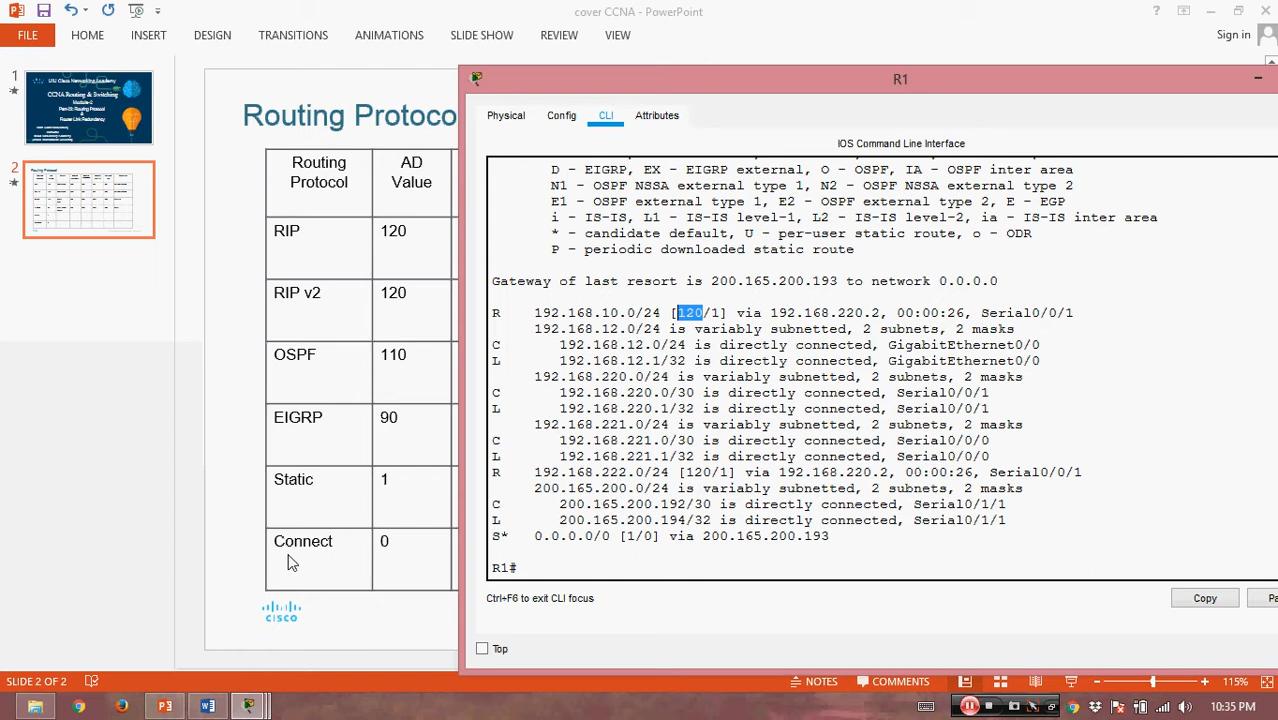 cover CCNA - PowerPoint
FILE
HOME
INSERT
DESIGN
TRANSITIONS
ANIMATIONS
SLIDE SHOW
REVIEW
VIEW
Sign in
1
CCNA Routing & Switching
2
Routing Protocol
Routing Protoco
Routing Protocol
AD Value
RIP
120
RIP v2
120
OSPF
110
EIGRP
90
Static
1
Connect
0
cisco
R1
Physical
Config
CLI
Attributes
IOS Command Line Interface
D - EIGRP, EX - EIGRP external, O - OSPF, IA - OSPF inter area
N1 - OSPF NSSA external type 1, N2 - OSPF NSSA external type 2
E1 - OSPF external type 1, E2 - OSPF external type 2, E - EGP
i - IS-IS, L1 - IS-IS level-1, L2 - IS-IS level-2, ia - IS-IS inter area
* - candidate default, U - per-user static route, o - ODR
P - periodic downloaded static route
Gateway of last resort is 200.165.200.193 to network 0.0.0.0
R 192.168.10.0/24 [120/1] via 192.168.220.2, 00:00:26, Serial0/0/1
192.168.12.0/24 is variably subnetted, 2 subnets, 2 masks
C 192.168.12.0/24 is directly connected, GigabitEthernet0/0
L 192.168.12.1/32 is directly connected, GigabitEthernet0/0
192.168.220.0/24 is variably subnetted, 2 subnets, 2 masks
C 192.168.220.0/30 is directly connected, Serial0/0/1
L 192.168.220.1/32 is directly connected, Serial0/0/1
192.168.221.0/24 is variably subnetted, 2 subnets, 2 masks
C 192.168.221.0/30 is directly connected, Serial0/0/0
L 192.168.221.1/32 is directly connected, Serial0/0/0
R 192.168.222.0/24 [120/1] via 192.168.220.2, 00:00:26, Serial0/0/1
200.165.200.0/24 is variably subnetted, 2 subnets, 2 masks
C 200.165.200.192/30 is directly connected, Serial0/1/1
L 200.165.200.194/32 is directly connected, Serial0/1/1
S* 0.0.0.0/0 [1/0] via 200.165.200.193
R1#
Ctrl+F6 to exit CLI focus
Copy
Pa
Top
SLIDE 2 OF 2
NOTES
COMMENTS
115%
10:35 PM